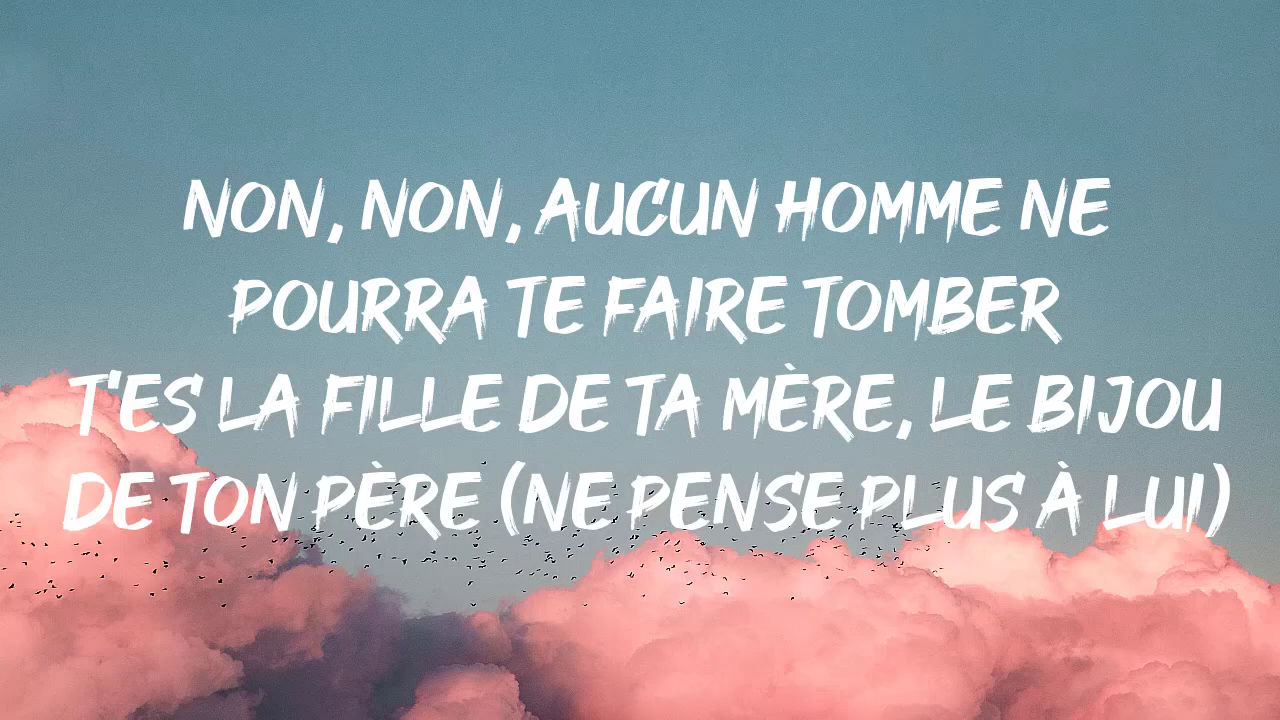 NON, NON, AUCUN HOMME NE
POURRA TE FAIRE TOMBER
T'ES LA FILLE DE TA MÈRE, LE BIJOU
DE TON PÈRE (NE PENSE PLUS À LUI)